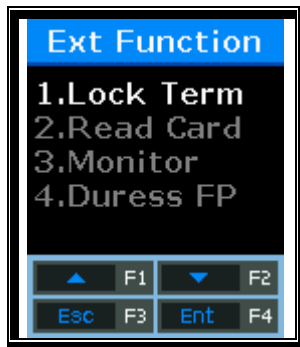 Ext Function
1.Lock Term
2.Read Card
3.Monitor
4.Duress FP
F1 F2
Esc F3 Ent F4